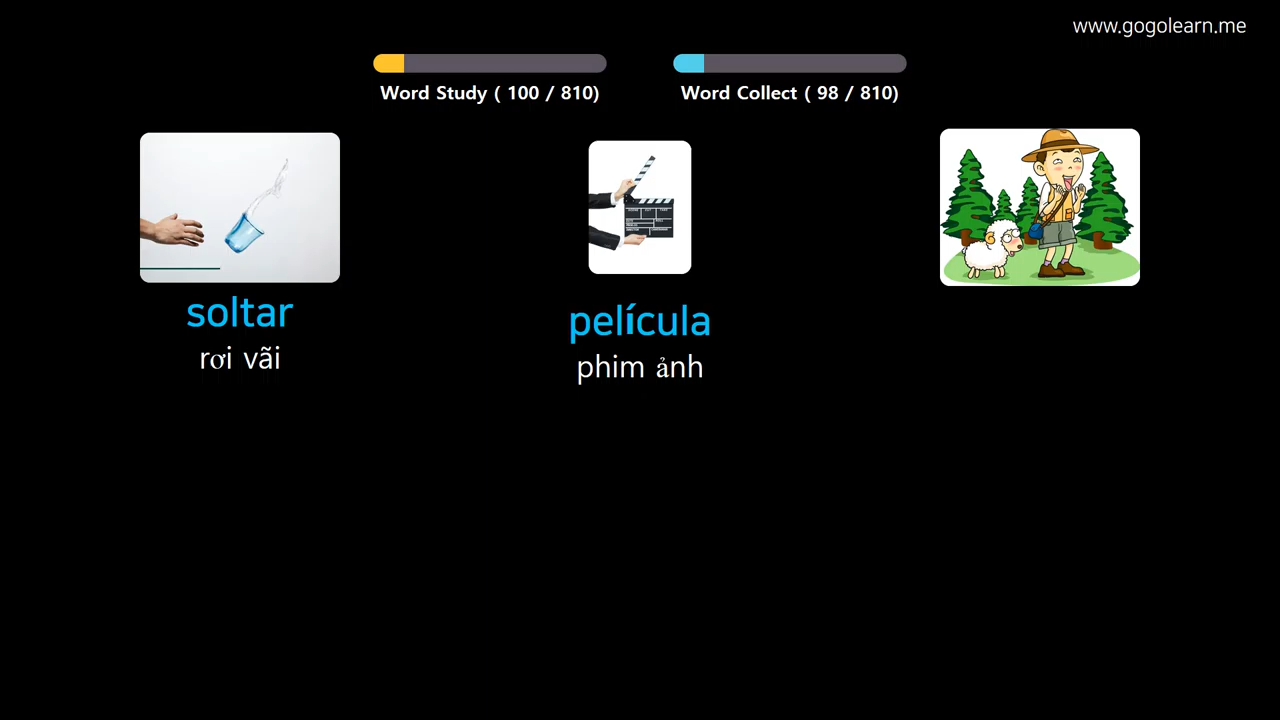 www.gogolearn.me
Word Study ( 100 / 810)
Word Collect ( 98 / 810)
soltar
rơi vãi
película
phim ảnh